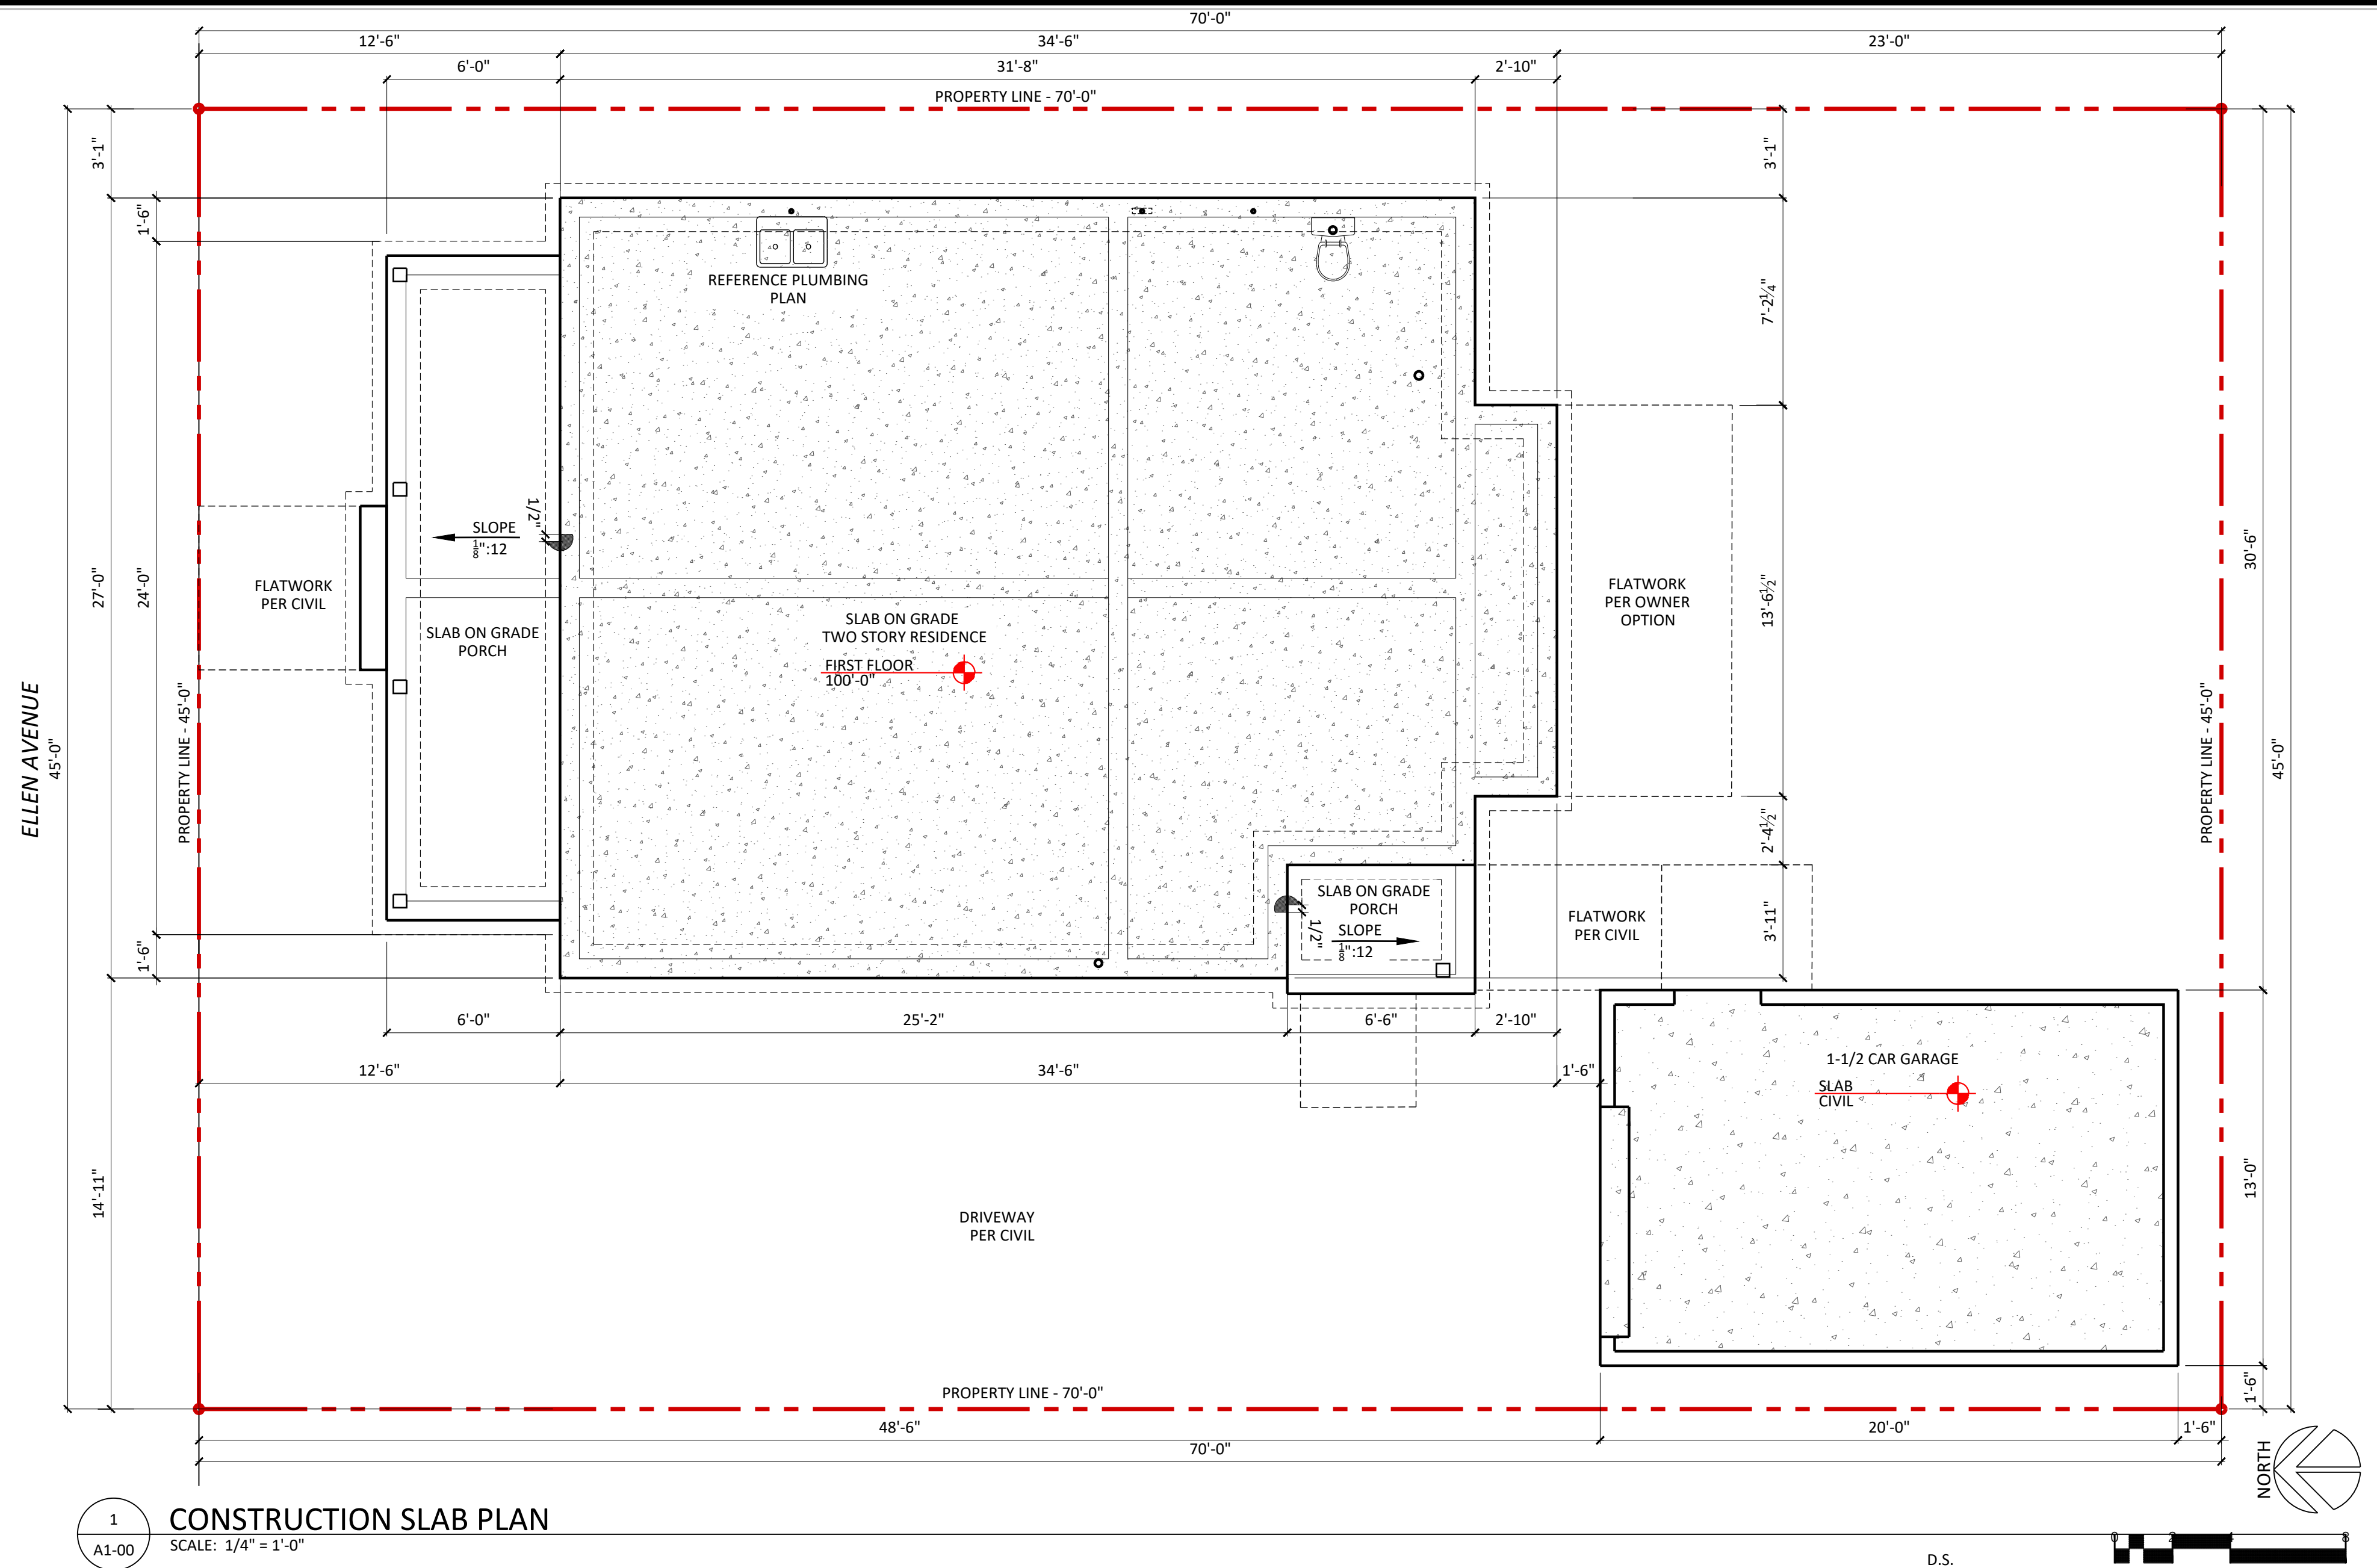 70'-0"
12'-6"
34'-6"
23'-0"
6'-0"
31'-8"
2'-10"
PROPERTY LINE - 70'-0"
3'-1"
3'-1"
1'-6"
7'-2¼"
REFERENCE PLUMBING
PLAN
1/2"
SLOPE
⅛":12
30'-6"
27'-0"
24'-0"
FLATWORK
PER CIVIL
FLATWORK
PER OWNER
OPTION
13'-6½"
SLAB ON GRADE
PORCH
SLAB ON GRADE
TWO STORY RESIDENCE
FIRST FLOOR
100'-0"
ELLEN AVENUE
45'-0"
PROPERTY LINE - 45'-0"
PROPERTY LINE - 45'-0"
45'-0"
2'-4½"
SLAB ON GRADE
PORCH
1/2"
SLOPE
⅛":12
FLATWORK
PER CIVIL
3'-11"
1'-6"
6'-0"
25'-2"
6'-6"
2'-10"
12'-6"
34'-6"
1'-6"
1-1/2 CAR GARAGE
SLAB
CIVIL
14'-11"
13'-0"
DRIVEWAY
PER CIVIL
PROPERTY LINE - 70'-0"
1'-6"
48'-6"
20'-0"
1'-6"
70'-0"
NORTH
1
A1-00
CONSTRUCTION SLAB PLAN
SCALE: 1/4" = 1'-0"
0 2 4 8
D.S.